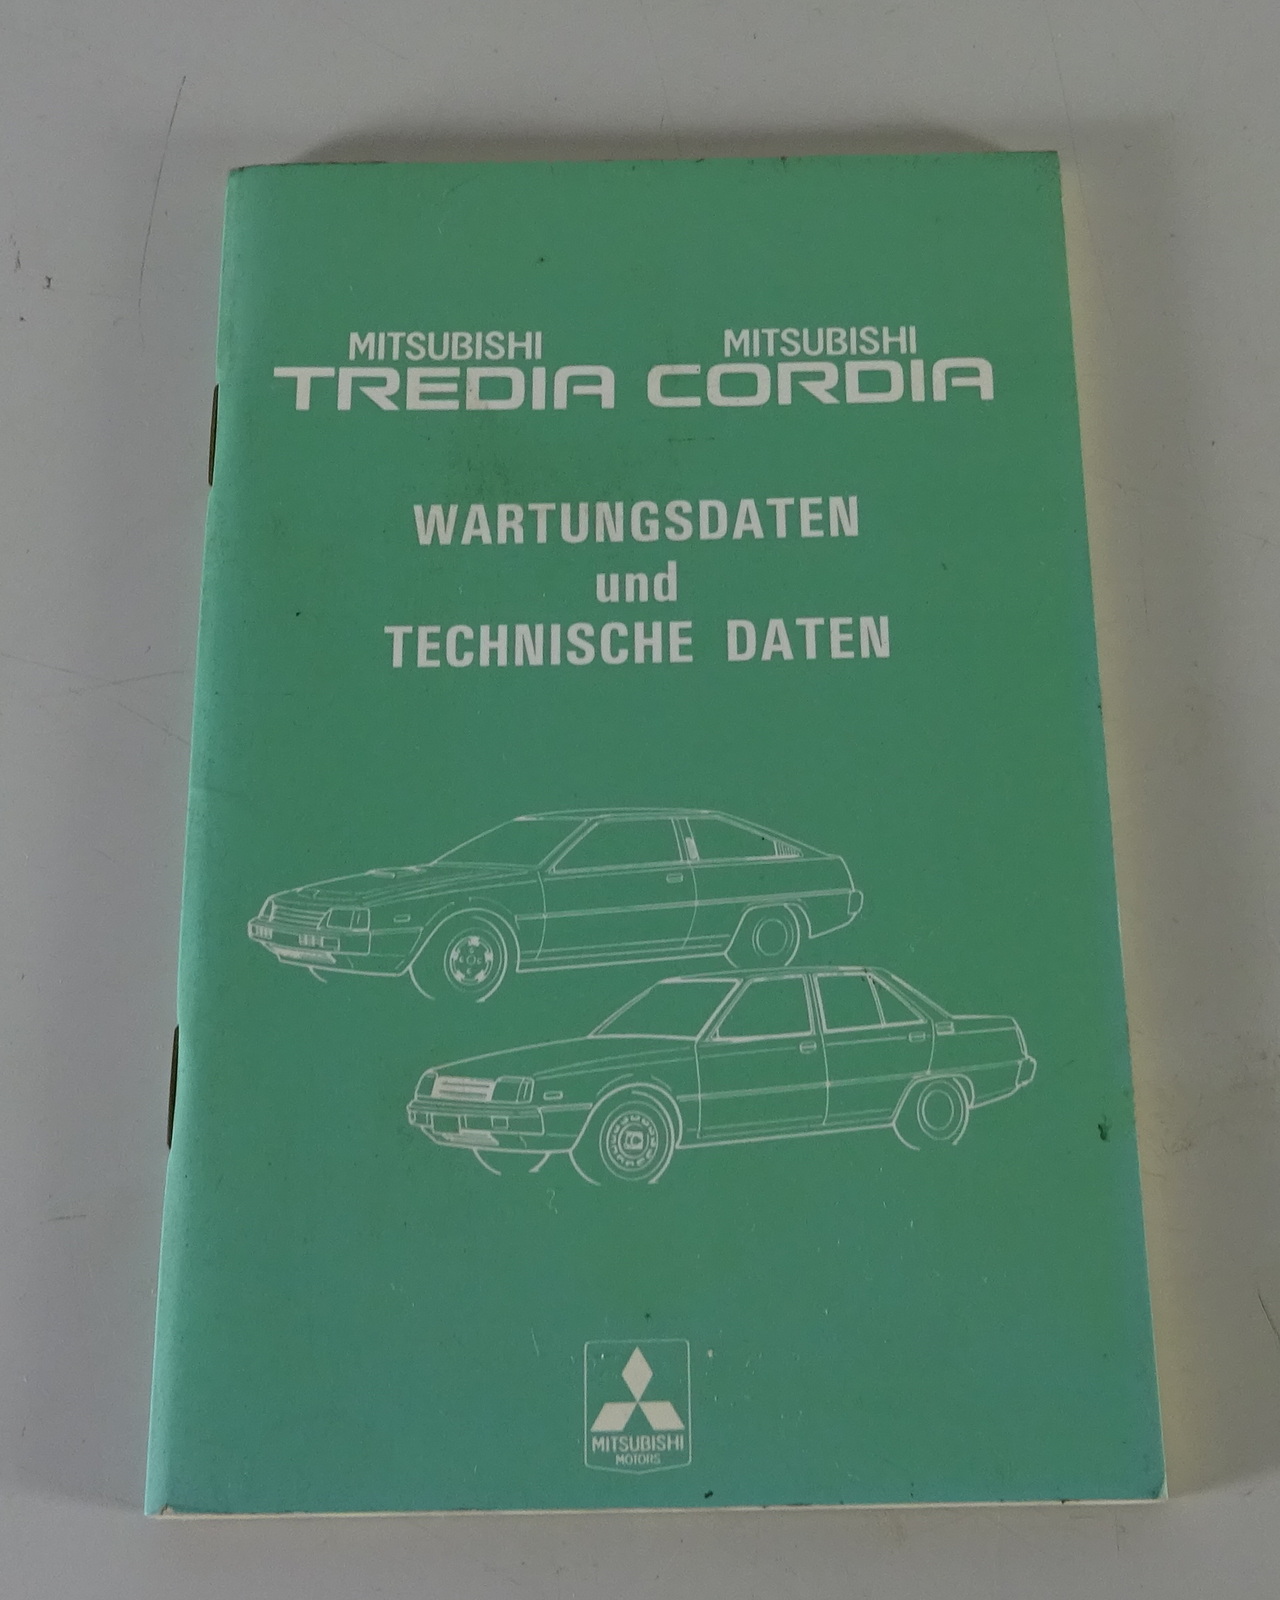 MITSUBISHI MITSUBISHI
TREDIA CORDIA
WARTUNGSDATEN
und
TECHNISCHE DATEN
MITSUBISHI
MOTORS